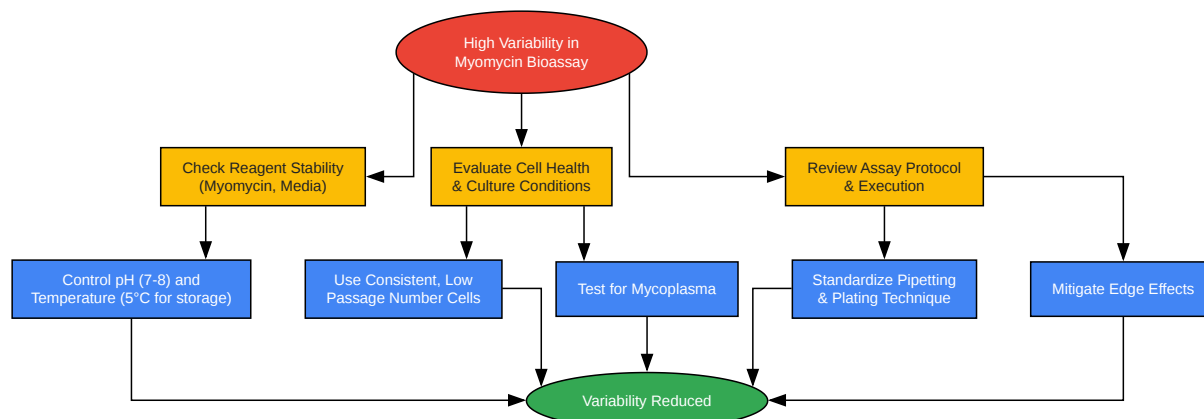 High Variability in
Myomycin Bioassay
Check Reagent Stability
(Myomycin, Media)
Evaluate Cell Health
& Culture Conditions
Review Assay Protocol
& Execution
Control pH (7-8) and
Temperature (5°C for storage)
Use Consistent, Low
Passage Number Cells
Test for Mycoplasma
Standardize Pipetting
& Plating Technique
Mitigate Edge Effects
Variability Reduced